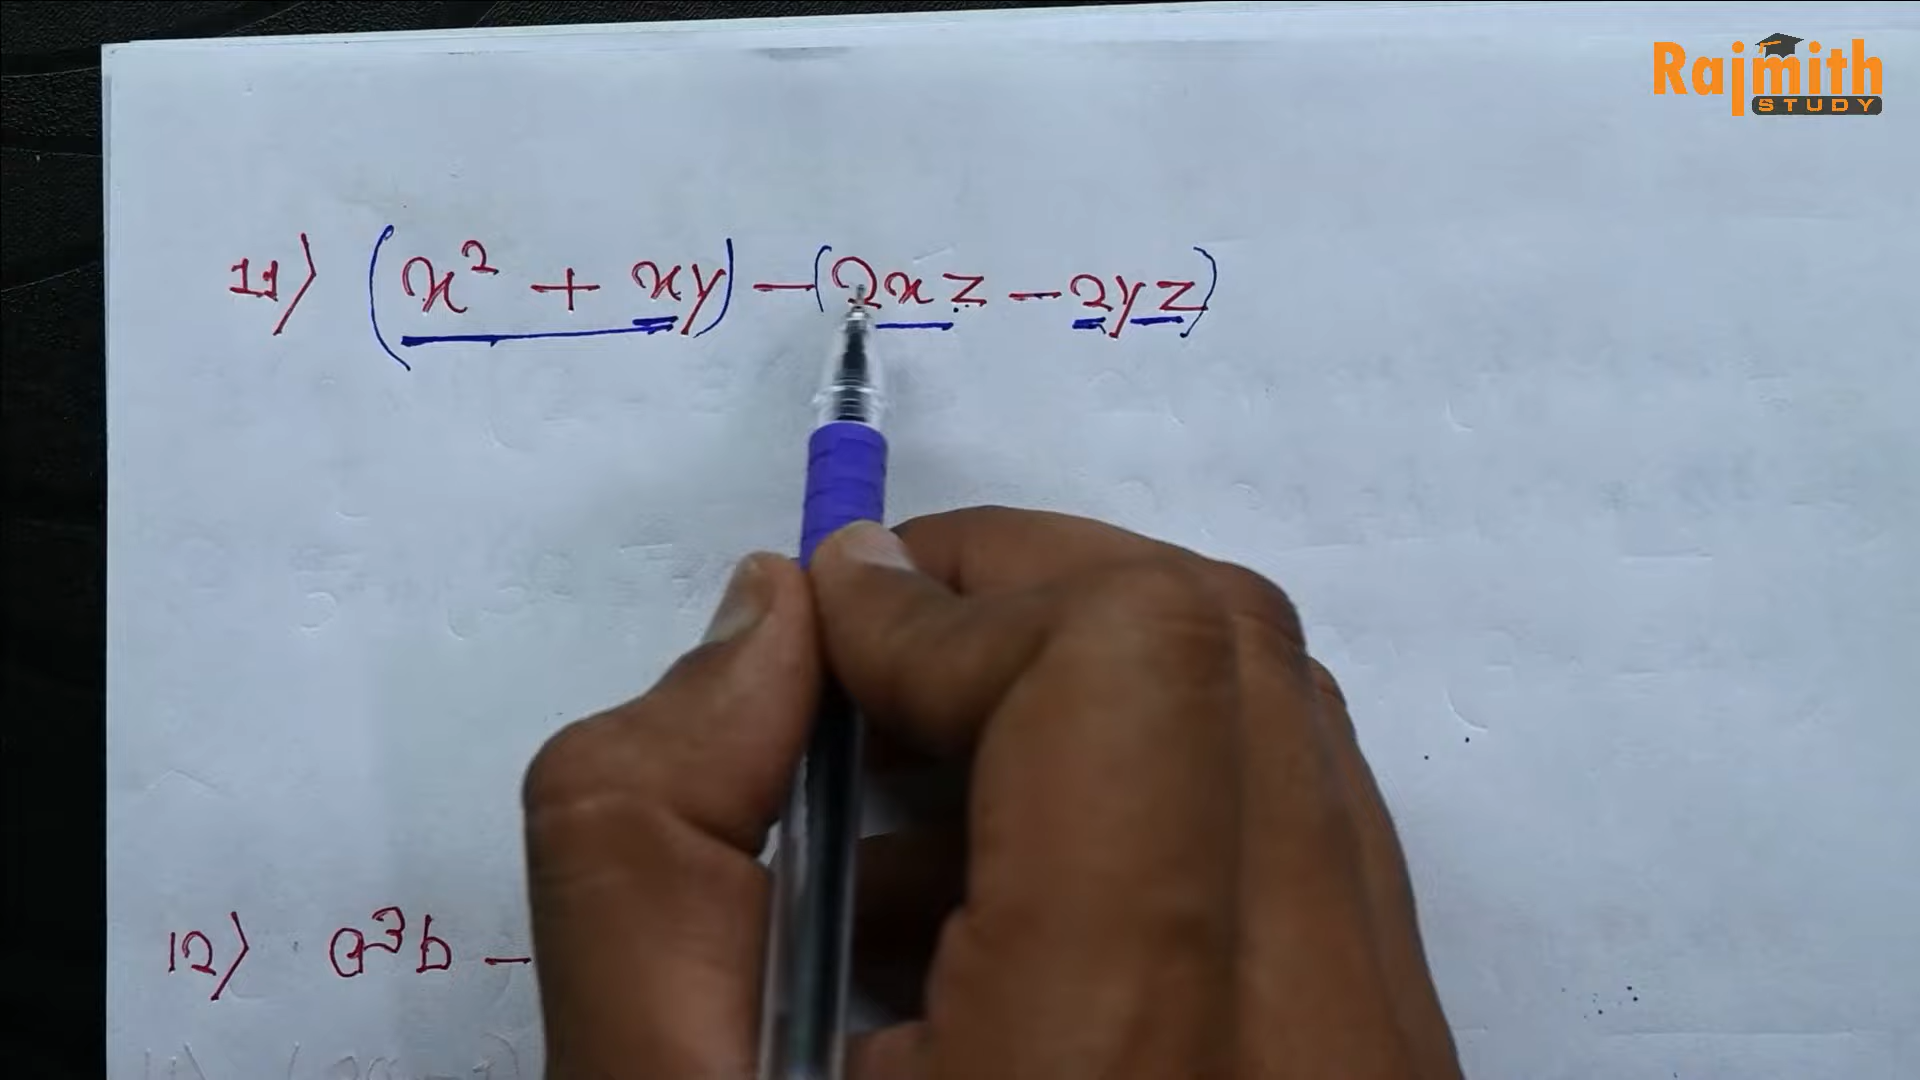 Rajmith
STUDY
11) (x² + xy) - (2xz - 2yz)
12) a³b -